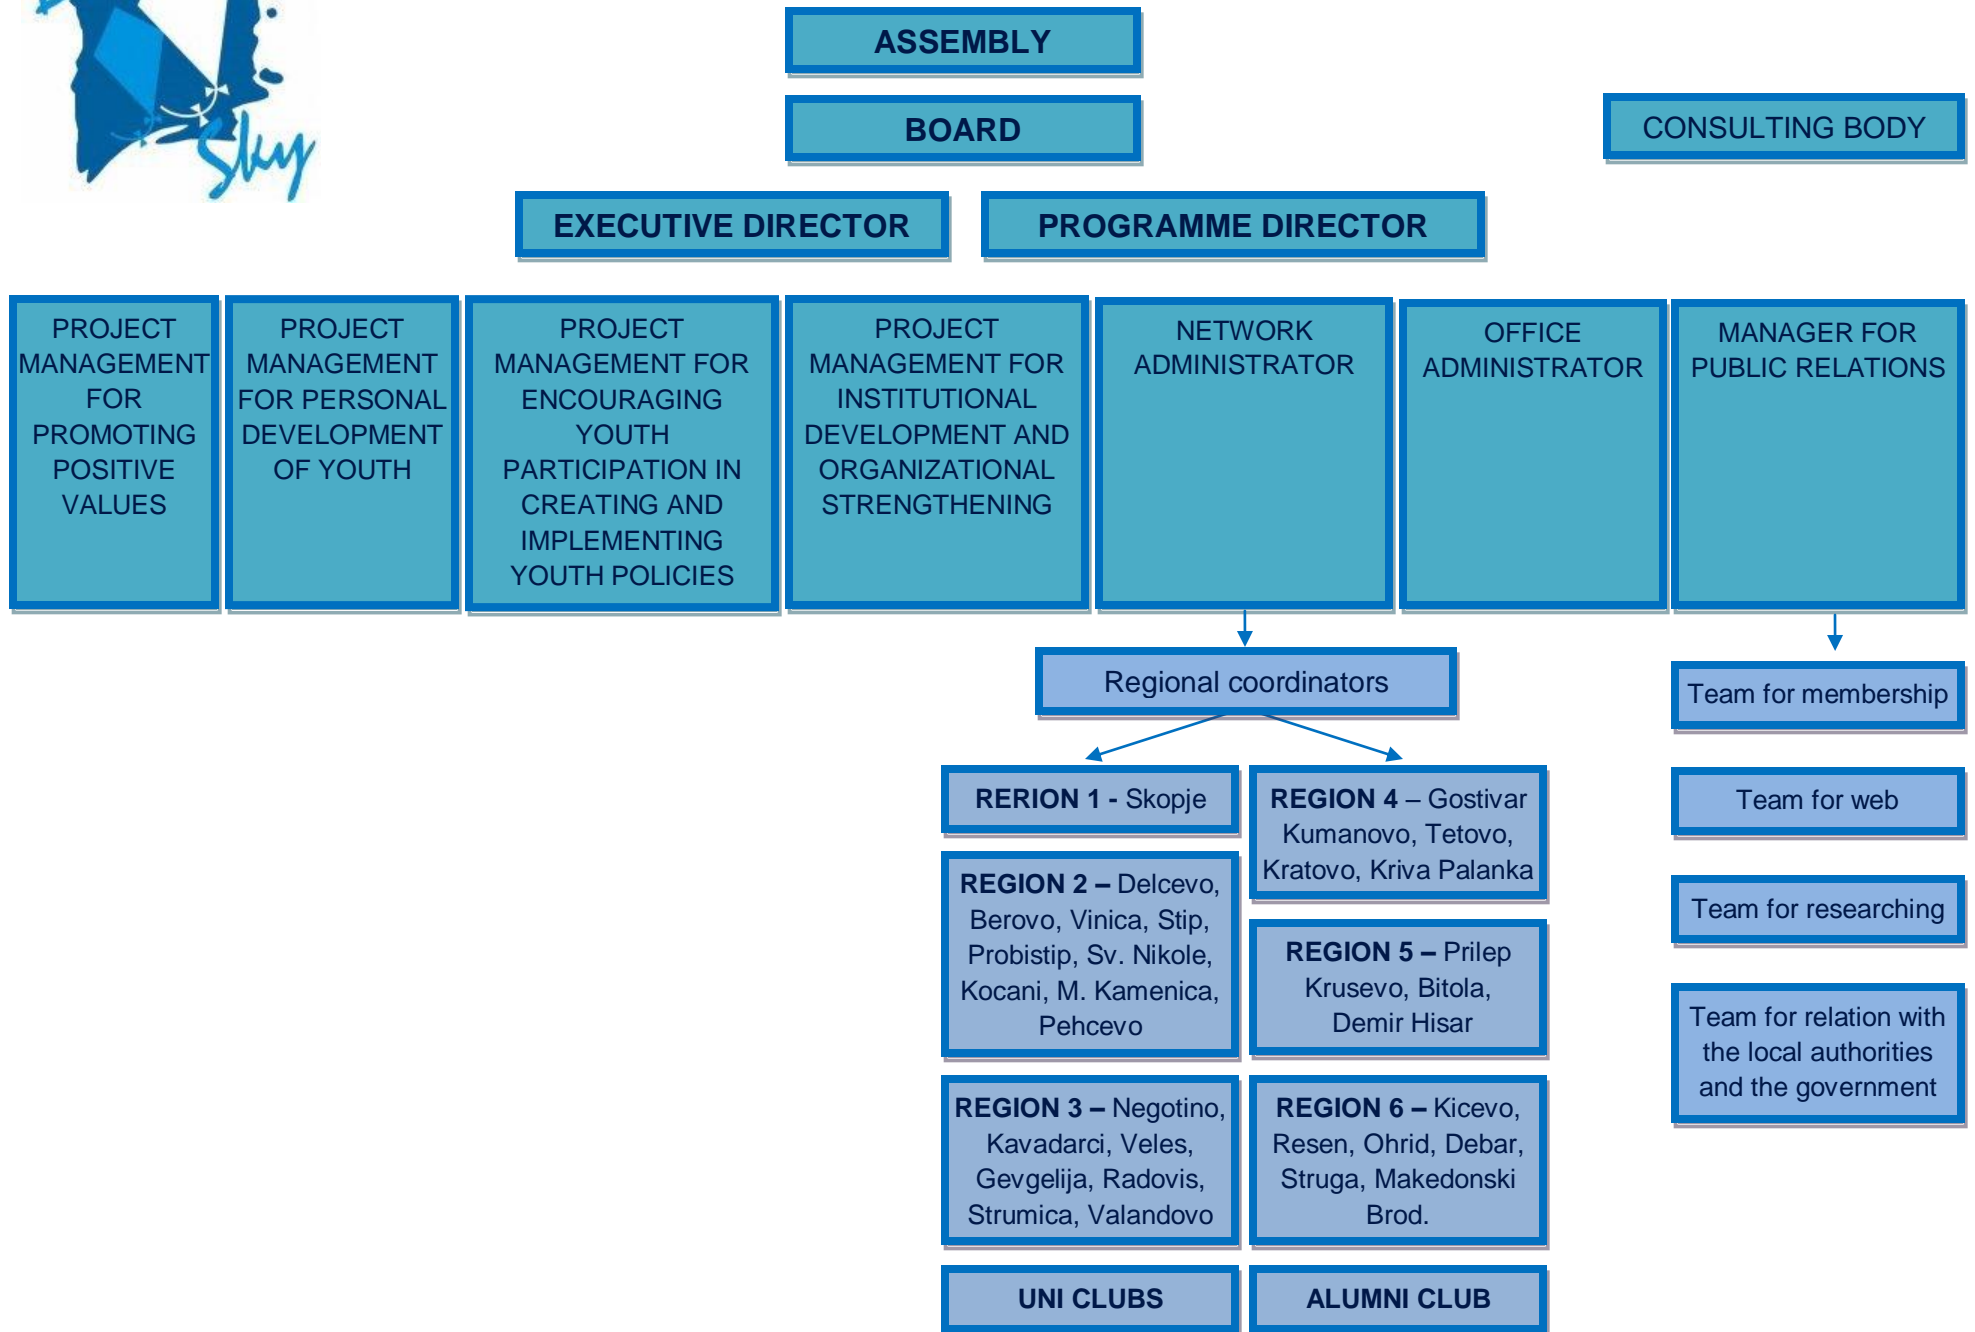 Sky
ASSEMBLY
BOARD
CONSULTING BODY
EXECUTIVE DIRECTOR
PROGRAMME DIRECTOR
PROJECT
MANAGEMENT
FOR
PROMOTING
POSITIVE
VALUES
PROJECT
MANAGEMENT
FOR PERSONAL
DEVELOPMENT
OF YOUTH
PROJECT
MANAGEMENT FOR
ENCOURAGING
YOUTH
PARTICIPATION IN
CREATING AND
IMPLEMENTING
YOUTH POLICIES
PROJECT
MANAGEMENT FOR
INSTITUTIONAL
DEVELOPMENT AND
ORGANIZATIONAL
STRENGTHENING
NETWORK
ADMINISTRATOR
OFFICE
ADMINISTRATOR
MANAGER FOR
PUBLIC RELATIONS
Regional coordinators
RERION 1 - Skopje
REGION 2 – Delcevo,
Berovo, Vinica, Stip,
Probistip, Sv. Nikole,
Kocani, M. Kamenica,
Pehcevo
REGION 3 – Negotino,
Kavadarci, Veles,
Gevgelija, Radovis,
Strumica, Valandovo
UNI CLUBS
REGION 4 – Gostivar
Kumanovo, Tetovo,
Kratovo, Kriva Palanka
REGION 5 – Prilep
Krusevo, Bitola,
Demir Hisar
REGION 6 – Kicevo,
Resen, Ohrid, Debar,
Struga, Makedonski
Brod.
ALUMNI CLUB
Team for membership
Team for web
Team for researching
Team for relation with
the local authorities
and the government